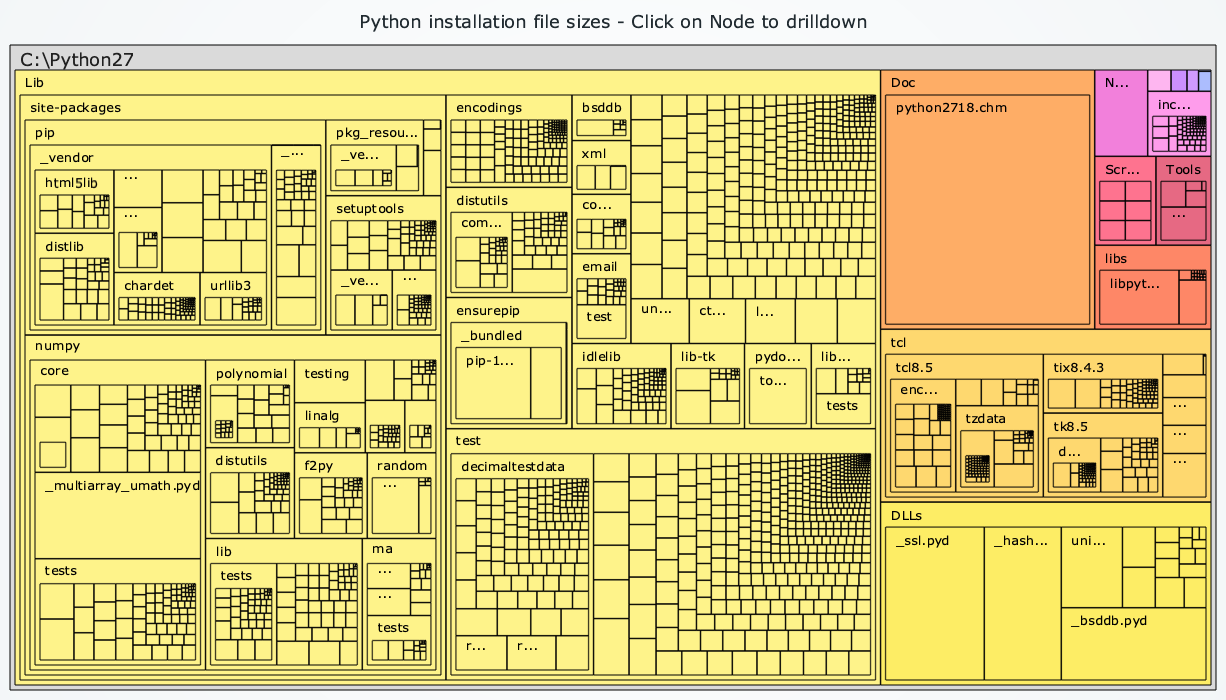 Python installation file sizes - Click on Node to drilldown
C:\Python27
Lib
site-packages
pip
_vendor
html5lib
distlib
...
...
chardet
urllib3
_...
pkg_resou...
_ve...
setuptools
_ve...
...
numpy
core
_multiarray_umath.pyd
tests
polynomial
distutils
lib
tests
testing
linalg
f2py
random
...
ma
...
...
tests
encodings
distutils
com...
ensurepip
_bundled
pip-1...
bsddb
xml
co...
email
test
un...
ct...
l...
idlelib
lib-tk
pydo...
to...
lib...
tests
test
decimaltestdata
r...
r...
Doc
python2718.chm
N...
inc...
Scr...
Tools
...
libs
libpyt...
tcl
tcl8.5
enc...
tzdata
tix8.4.3
tk8.5
d...
...
...
...
DLLs
_ssl.pyd
_hash...
uni...
_bsddb.pyd